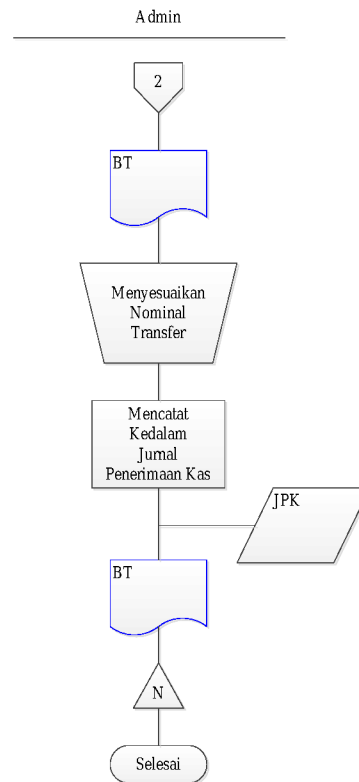 Admin
2
BT
Menyesuaikan
Nominal
Transfer
Mencatat
Kedalam
Jurnal
Penerimaan Kas
JPK
BT
N
Selesai